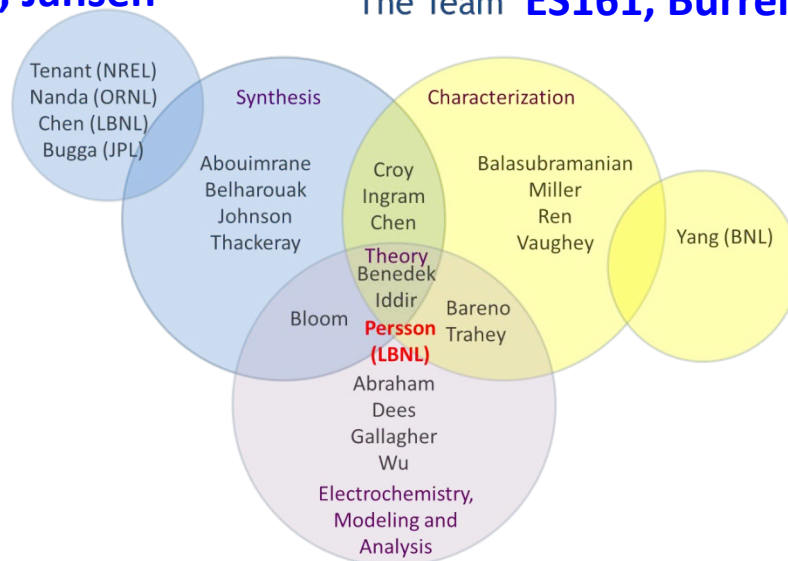 Jansen
The Team ES161, Burrel
Tenant (NREL)
Nanda (ORNL)
Chen (LBNL)
Bugga (JPL)
Synthesis
Abouimrane
Belharouak
Johnson
Thackeray
Croy
Ingram
Chen
Characterization
Balasubramanian
Miller
Ren
Vaughey
Yang (BNL)
Theory
Benedek
Iddir
Bloom
Persson
(LBNL)
Bareno
Trahey
Abraham
Dees
Gallagher
Wu
Electrochemistry,
Modeling and
Analysis